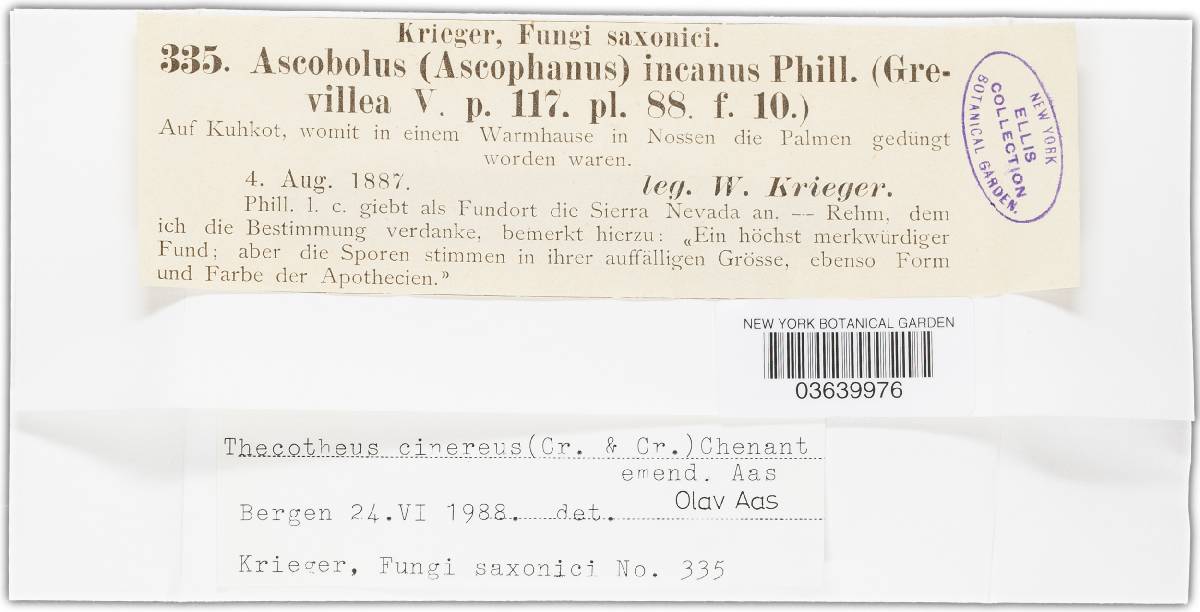 Krieger, Fungi saxonici.
335. Ascobolus (Ascophanus) incanus Phill. (Gre-
villea V. p. 117. pl. 88. f. 10.)
Auf Kuhkot, womit in einem Warmhause in Nossen die Palmen gedüngt
worden waren.
4. Aug. 1887. leg. W. Krieger.
Phill. l. c. giebt als Fundort die Sierra Nevada an. — Rehm, dem
ich die Bestimmung verdanke, bemerkt hierzu: „Ein höchst merkwürdiger
Fund; aber die Sporen stimmen in ihrer auffälligen Grösse, ebenso Form
und Farbe der Apothecien.”
NEW YORK
ELLIS
COLLECTION
BOTANICAL GARDEN.
NEW YORK BOTANICAL GARDEN
03639976
Thecotheus cinereus (Cr. & Cr.) Chenant
emend. Aas
Bergen 24.VI 1988. det. Olav Aas
Krieger, Fungi saxonici No. 335